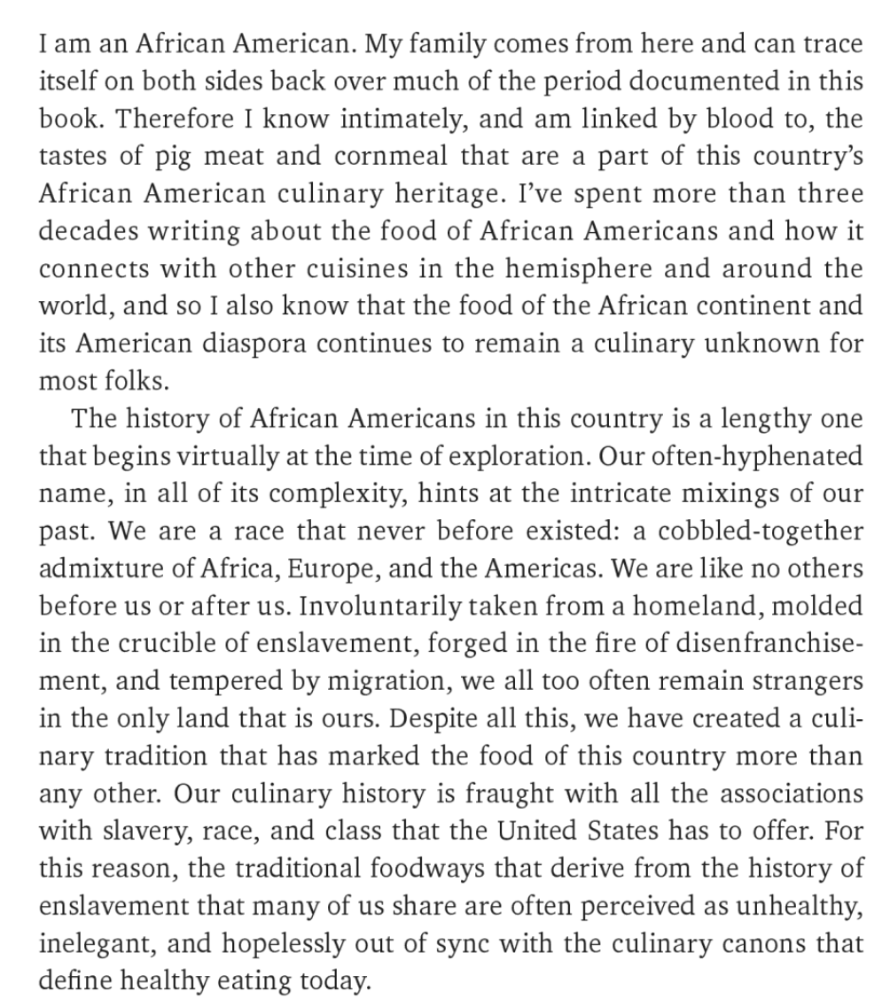 I am an African American. My family comes from here and can trace
itself on both sides back over much of the period documented in this
book. Therefore I know intimately, and am linked by blood to, the
tastes of pig meat and cornmeal that are a part of this country’s
African American culinary heritage. I’ve spent more than three
decades writing about the food of African Americans and how it
connects with other cuisines in the hemisphere and around the
world, and so I also know that the food of the African continent and
its American diaspora continues to remain a culinary unknown for
most folks.
The history of African Americans in this country is a lengthy one
that begins virtually at the time of exploration. Our often-hyphenated
name, in all of its complexity, hints at the intricate mixings of our
past. We are a race that never before existed: a cobbled-together
admixture of Africa, Europe, and the Americas. We are like no others
before us or after us. Involuntarily taken from a homeland, molded
in the crucible of enslavement, forged in the fire of disenfranchise-
ment, and tempered by migration, we all too often remain strangers
in the only land that is ours. Despite all this, we have created a culi-
nary tradition that has marked the food of this country more than
any other. Our culinary history is fraught with all the associations
with slavery, race, and class that the United States has to offer. For
this reason, the traditional foodways that derive from the history of
enslavement that many of us share are often perceived as unhealthy,
inelegant, and hopelessly out of sync with the culinary canons that
define healthy eating today.